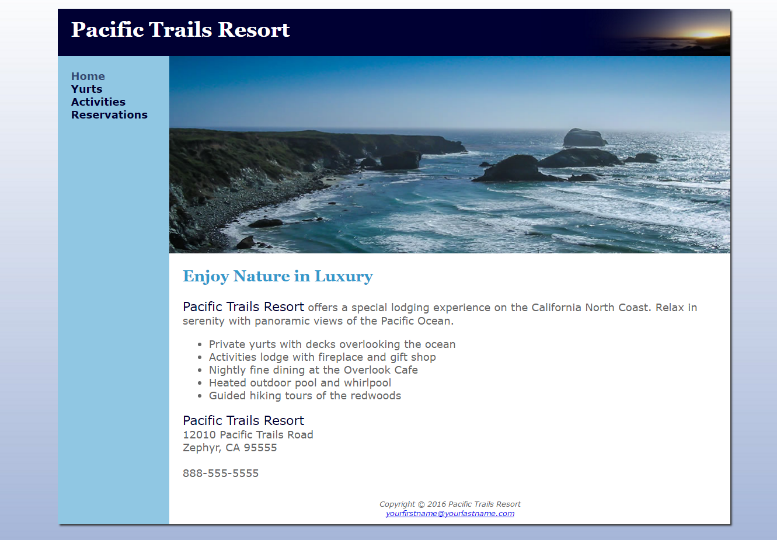 Pacific Trails Resort
Home
Yurts
Activities
Reservations
Enjoy Nature in Luxury
Pacific Trails Resort offers a special lodging experience on the California North Coast. Relax in
serenity with panoramic views of the Pacific Ocean.
• Private yurts with decks overlooking the ocean
• Activities lodge with fireplace and gift shop
• Nightly fine dining at the Overlook Cafe
• Heated outdoor pool and whirlpool
• Guided hiking tours of the redwoods
Pacific Trails Resort
12010 Pacific Trails Road
Zephyr, CA 95555
888-555-5555
Copyright © 2016 Pacific Trails Resort
yourfirstname@yourlastname.com